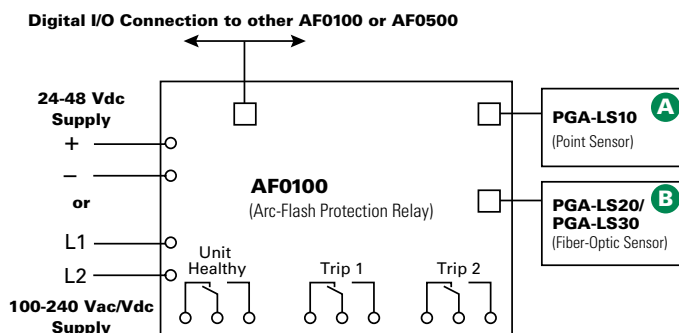 Digital I/O Connection to other AF0100 or AF0500
24-48 Vdc
Supply
+
−
or
L1
L2
100-240 Vac/Vdc
Supply
AF0100
(Arc-Flash Protection Relay)
Unit
Healthy
Trip 1
Trip 2
PGA-LS10
A
(Point Sensor)
PGA-LS20/
PGA-LS30
B
(Fiber-Optic Sensor)